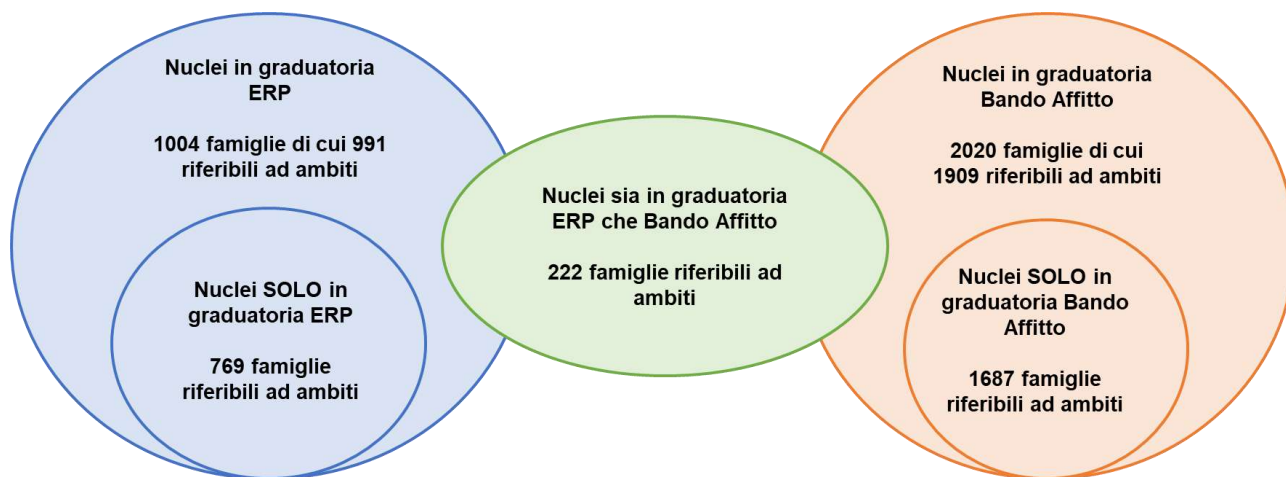 Nuclei in graduatoria
ERP
1004 famiglie di cui 991
riferibili ad ambiti
Nuclei SOLO in
graduatoria ERP
769 famiglie
riferibili ad ambiti
Nuclei sia in graduatoria
ERP che Bando Affitto
222 famiglie riferibili ad
ambiti
Nuclei in graduatoria
Bando Affitto
2020 famiglie di cui
1909 riferibili ad ambiti
Nuclei SOLO in
graduatoria Bando
Affitto
1687 famiglie
riferibili ad ambiti